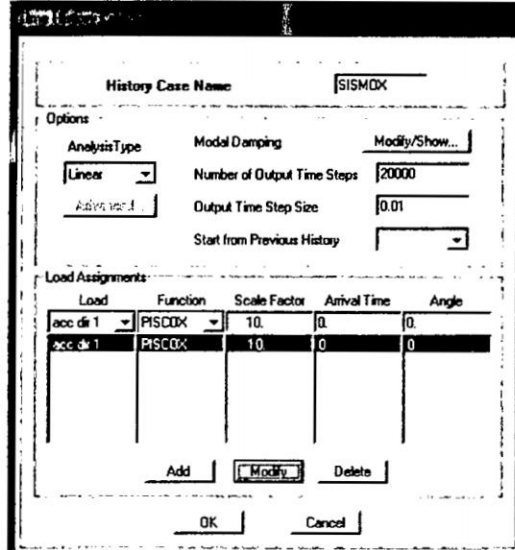 History Case Name SISMOX
Options
AnalysisType
Linear
Modal Damping Modify/Show...
Number of Output Time Steps 20000
Output Time Step Size 0.01
Start from Previous History
Load Assignments
Load Function Scale Factor Arrival Time Angle
acc dir 1 PISCOX 10. 0. 0.
acc dir 1 PISCOX 10. 0 0
Add Modify Delete
OK Cancel